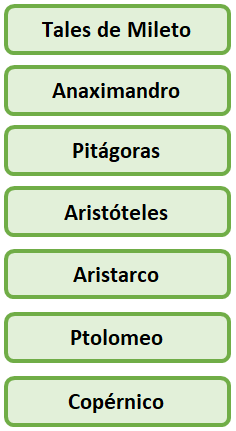 Tales de Mileto
Anaximandro
Pitágoras
Aristóteles
Aristarco
Ptolomeo
Copérnico